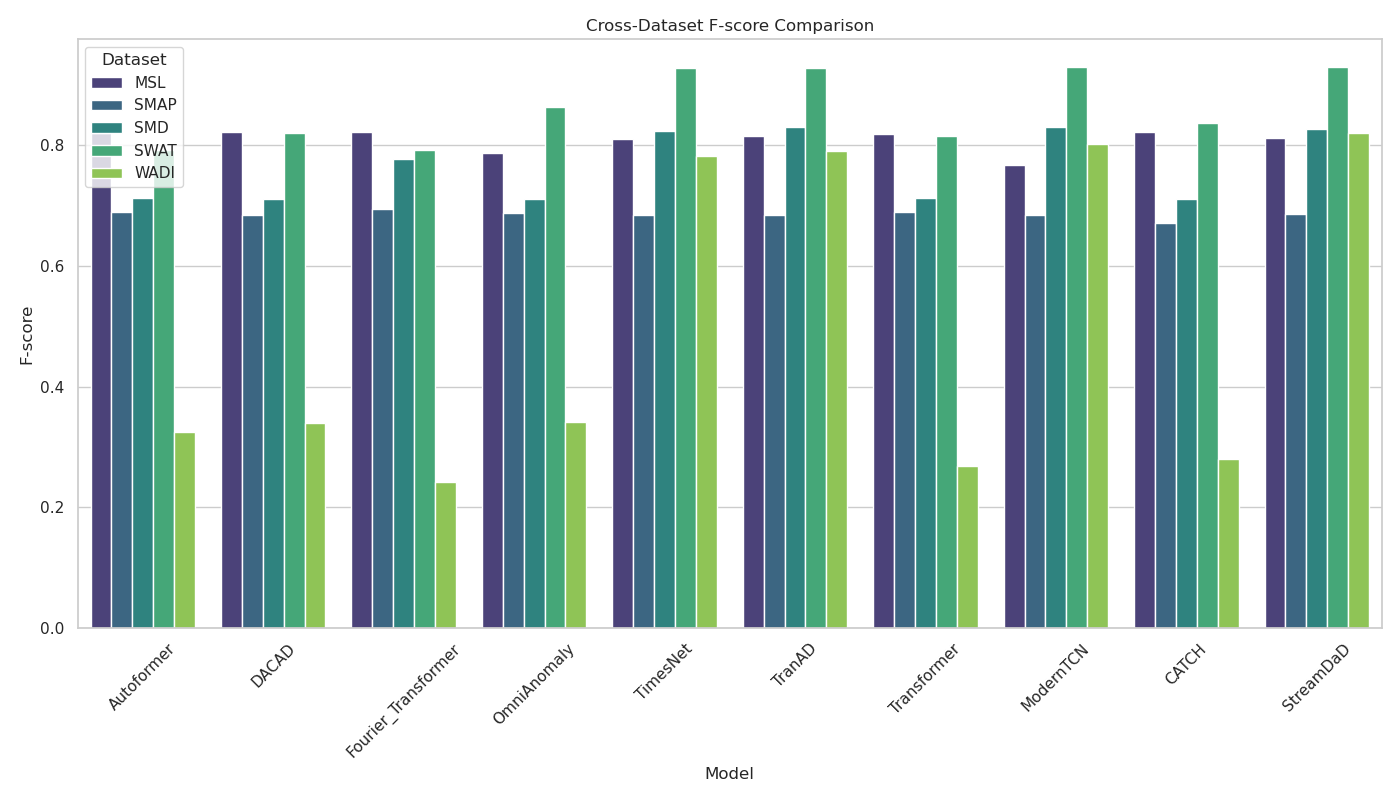 Cross-Dataset F-score Comparison
Dataset
MSL
SMAP
SMD
SWAT
WADI
F-score
0.8
0.6
0.4
0.2
0.0
Autoformer
DACAD
Fourier_Transformer
OmniAnomaly
TimesNet
TranAD
Transformer
ModernTCN
CATCH
StreamDaD
Model